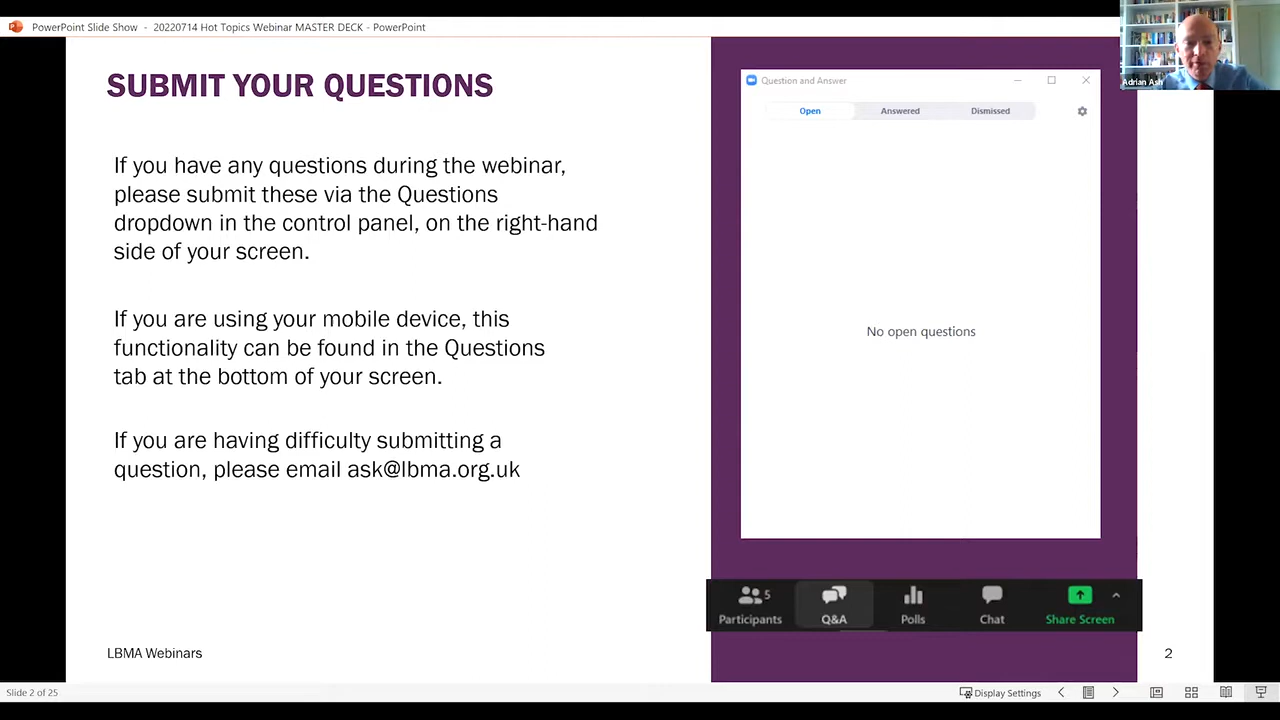 PowerPoint Slide Show - 20220714 Hot Topics Webinar MASTER DECK - PowerPoint
Adrian Ash
SUBMIT YOUR QUESTIONS
If you have any questions during the webinar,
please submit these via the Questions
dropdown in the control panel, on the right-hand
side of your screen.
If you are using your mobile device, this
functionality can be found in the Questions
tab at the bottom of your screen.
If you are having difficulty submitting a
question, please email ask@lbma.org.uk
Question and Answer
Open Answered Dismissed
No open questions
5
Participants Q&A Polls Chat Share Screen
LBMA Webinars
2
Slide 2 of 25
Display Settings